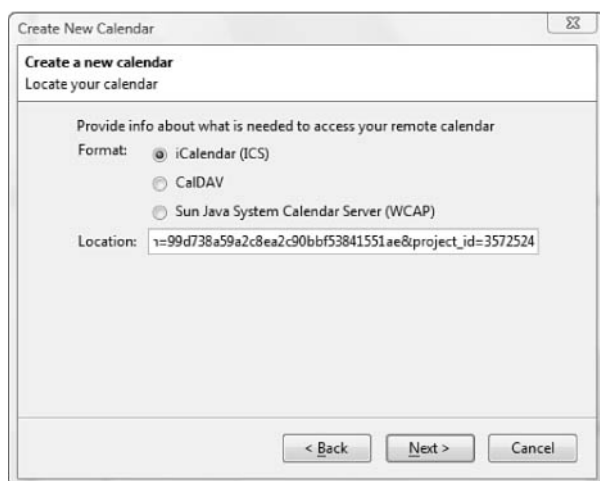 Create New Calendar
Create a new calendar
Locate your calendar
Provide info about what is needed to access your remote calendar
Format: iCalendar (ICS)
CalDAV
Sun Java System Calendar Server (WCAP)
Location: =99d738a59a2c8ea2c90bbf53841551ae&project_id=3572524
< Back Next > Cancel